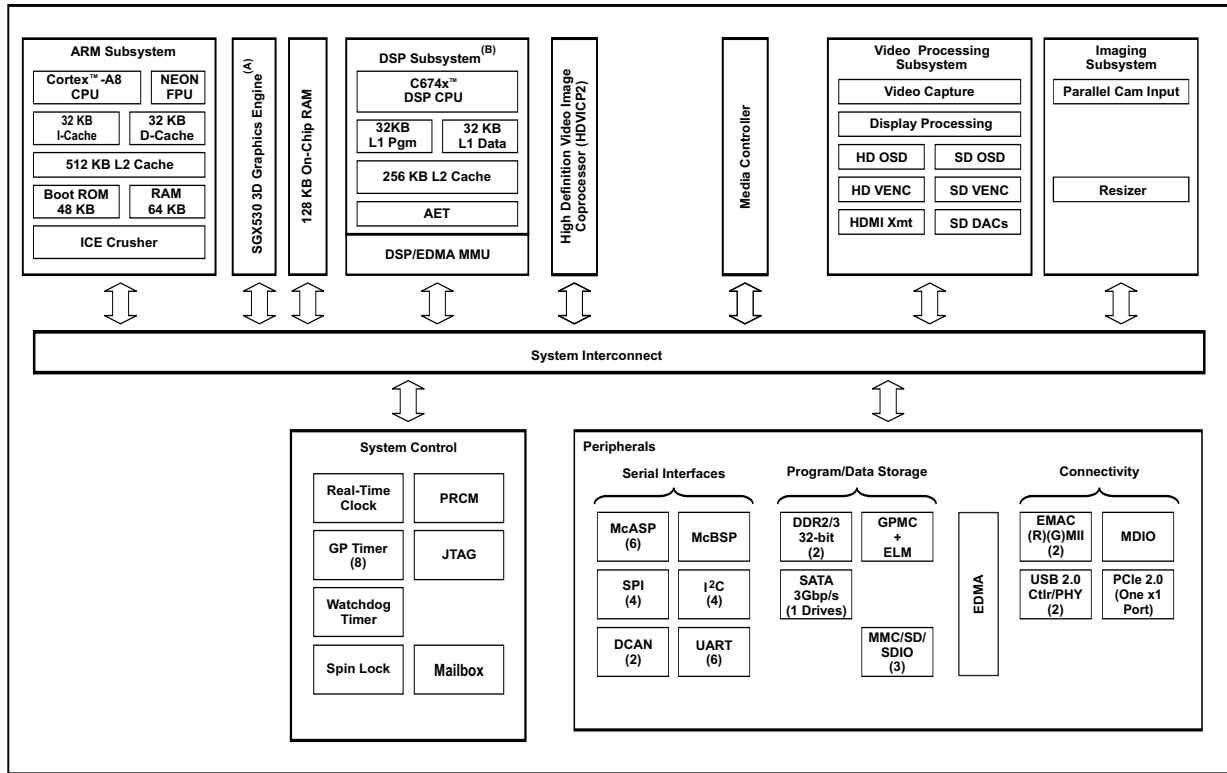 ARM Subsystem
Cortex™-A8
CPU
NEON
FPU
32 KB
I-Cache
32 KB
D-Cache
512 KB L2 Cache
Boot ROM
48 KB
RAM
64 KB
ICE Crusher
SGX530 3D Graphics Engine(A)
128 KB On-Chip RAM
DSP Subsystem(B)
C674x™
DSP CPU
32KB
L1 Pgm
32 KB
L1 Data
256 KB L2 Cache
AET
DSP/EDMA MMU
High Definition Video Image
Coprocessor (HDVICP2)
Media Controller
Video Processing
Subsystem
Video Capture
Display Processing
HD OSD
SD OSD
HD VENC
SD VENC
HDMI Xmt
SD DACs
Imaging
Subsystem
Parallel Cam Input
Resizer
System Interconnect
System Control
Real-Time
Clock
PRCM
GP Timer
(8)
JTAG
Watchdog
Timer
Spin Lock
Mailbox
Peripherals
Serial Interfaces
McASP
(6)
McBSP
SPI
(4)
I²C
(4)
DCAN
(2)
UART
(6)
Program/Data Storage
DDR2/3
32-bit
(2)
GPMC
+
ELM
SATA
3Gbp/s
(1 Drives)
MMC/SD/
SDIO
(3)
EDMA
Connectivity
EMAC
(R)(G)MII
(2)
MDIO
USB 2.0
Ctlr/PHY
(2)
PCIe 2.0
(One x1
Port)